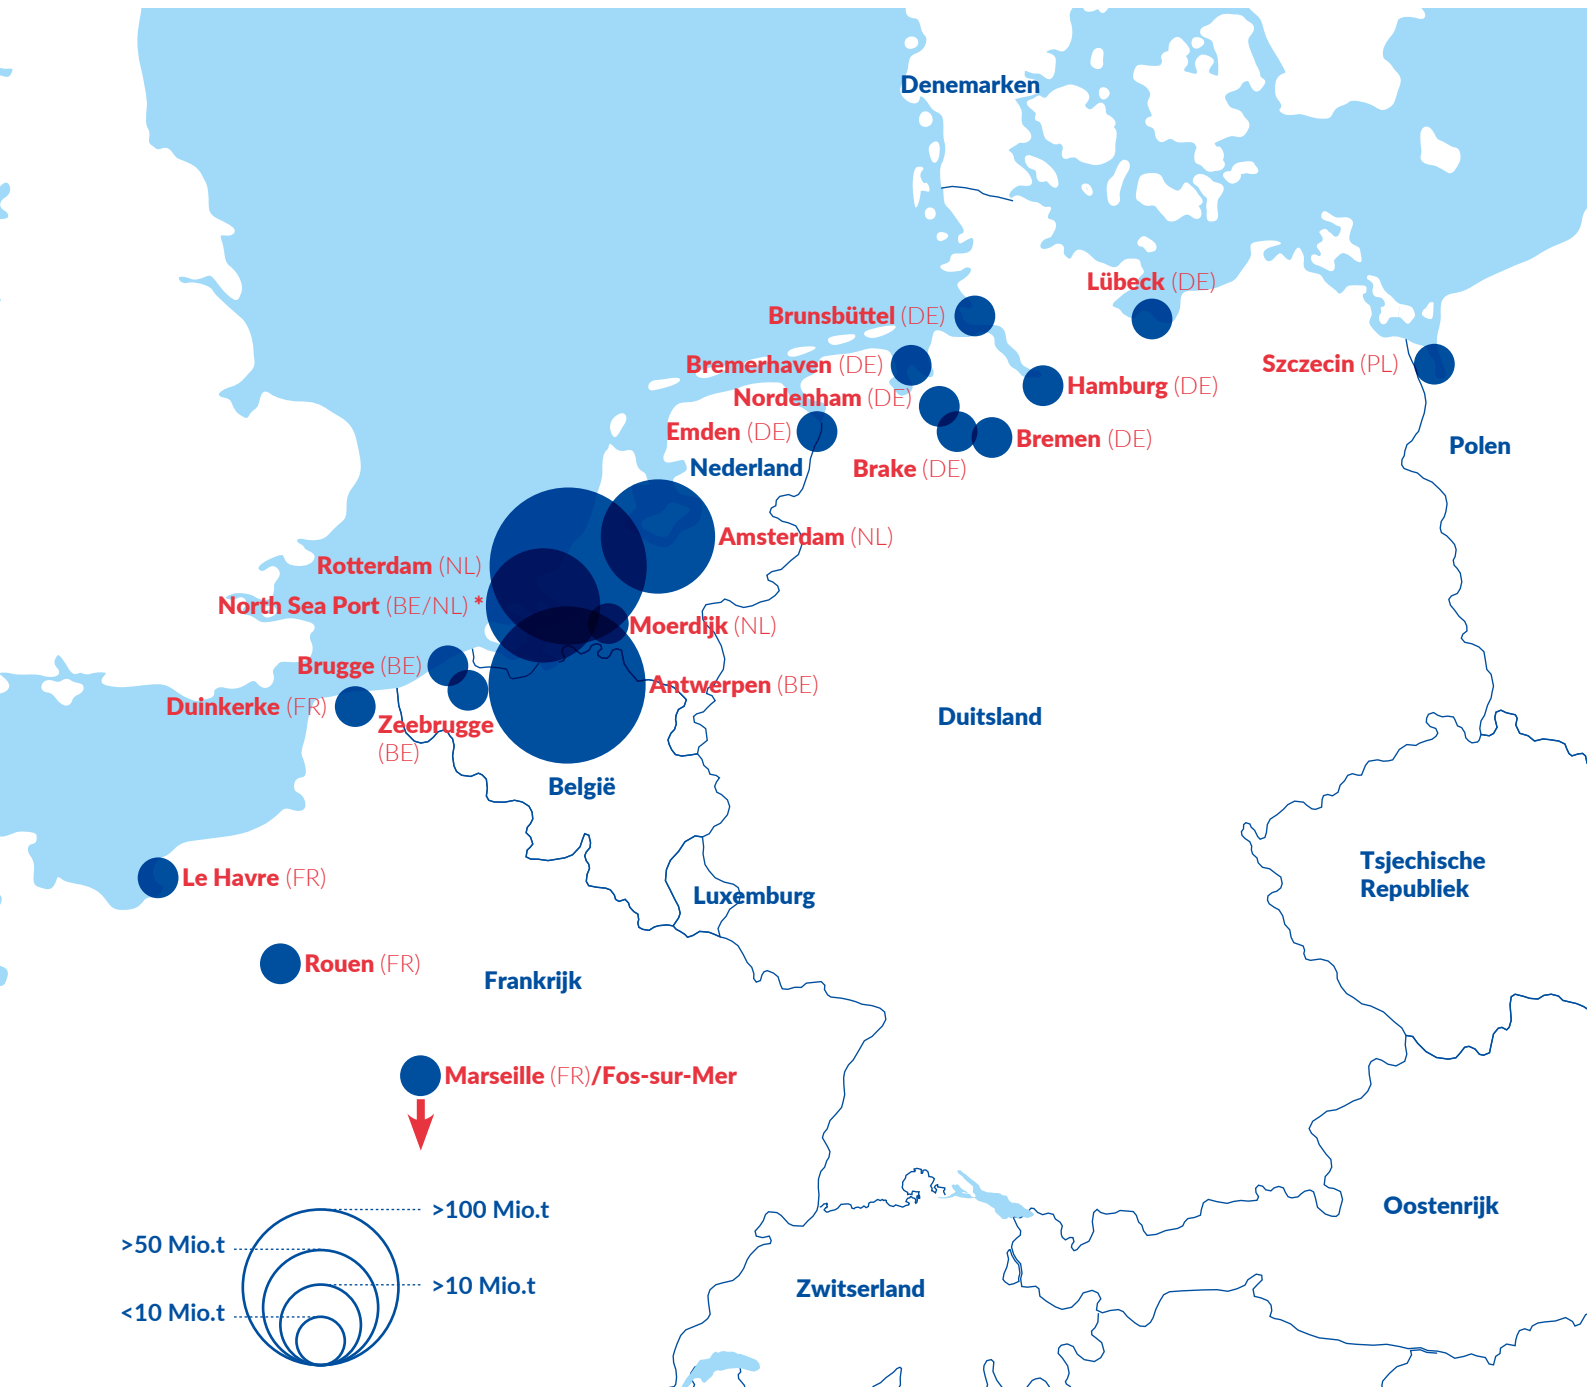 Denemarken
Lübeck (DE)
Brunsbüttel (DE)
Bremerhaven (DE)
Szczecin (PL)
Hamburg (DE)
Nordenham (DE)
Emden (DE)
Bremen (DE)
Polen
Nederland
Brake (DE)
Amsterdam (NL)
Rotterdam (NL)
North Sea Port (BE/NL) *
Moerdijk (NL)
Brugge (BE)
Antwerpen (BE)
Duinkerke (FR)
Zeebrugge
(BE)
Duitsland
België
Tsjechische
Republiek
Le Havre (FR)
Luxemburg
Rouen (FR)
Frankrijk
Marseille (FR)/Fos-sur-Mer
Oostenrijk
>100 Mio.t
>50 Mio.t
>10 Mio.t
Zwitserland
<10 Mio.t